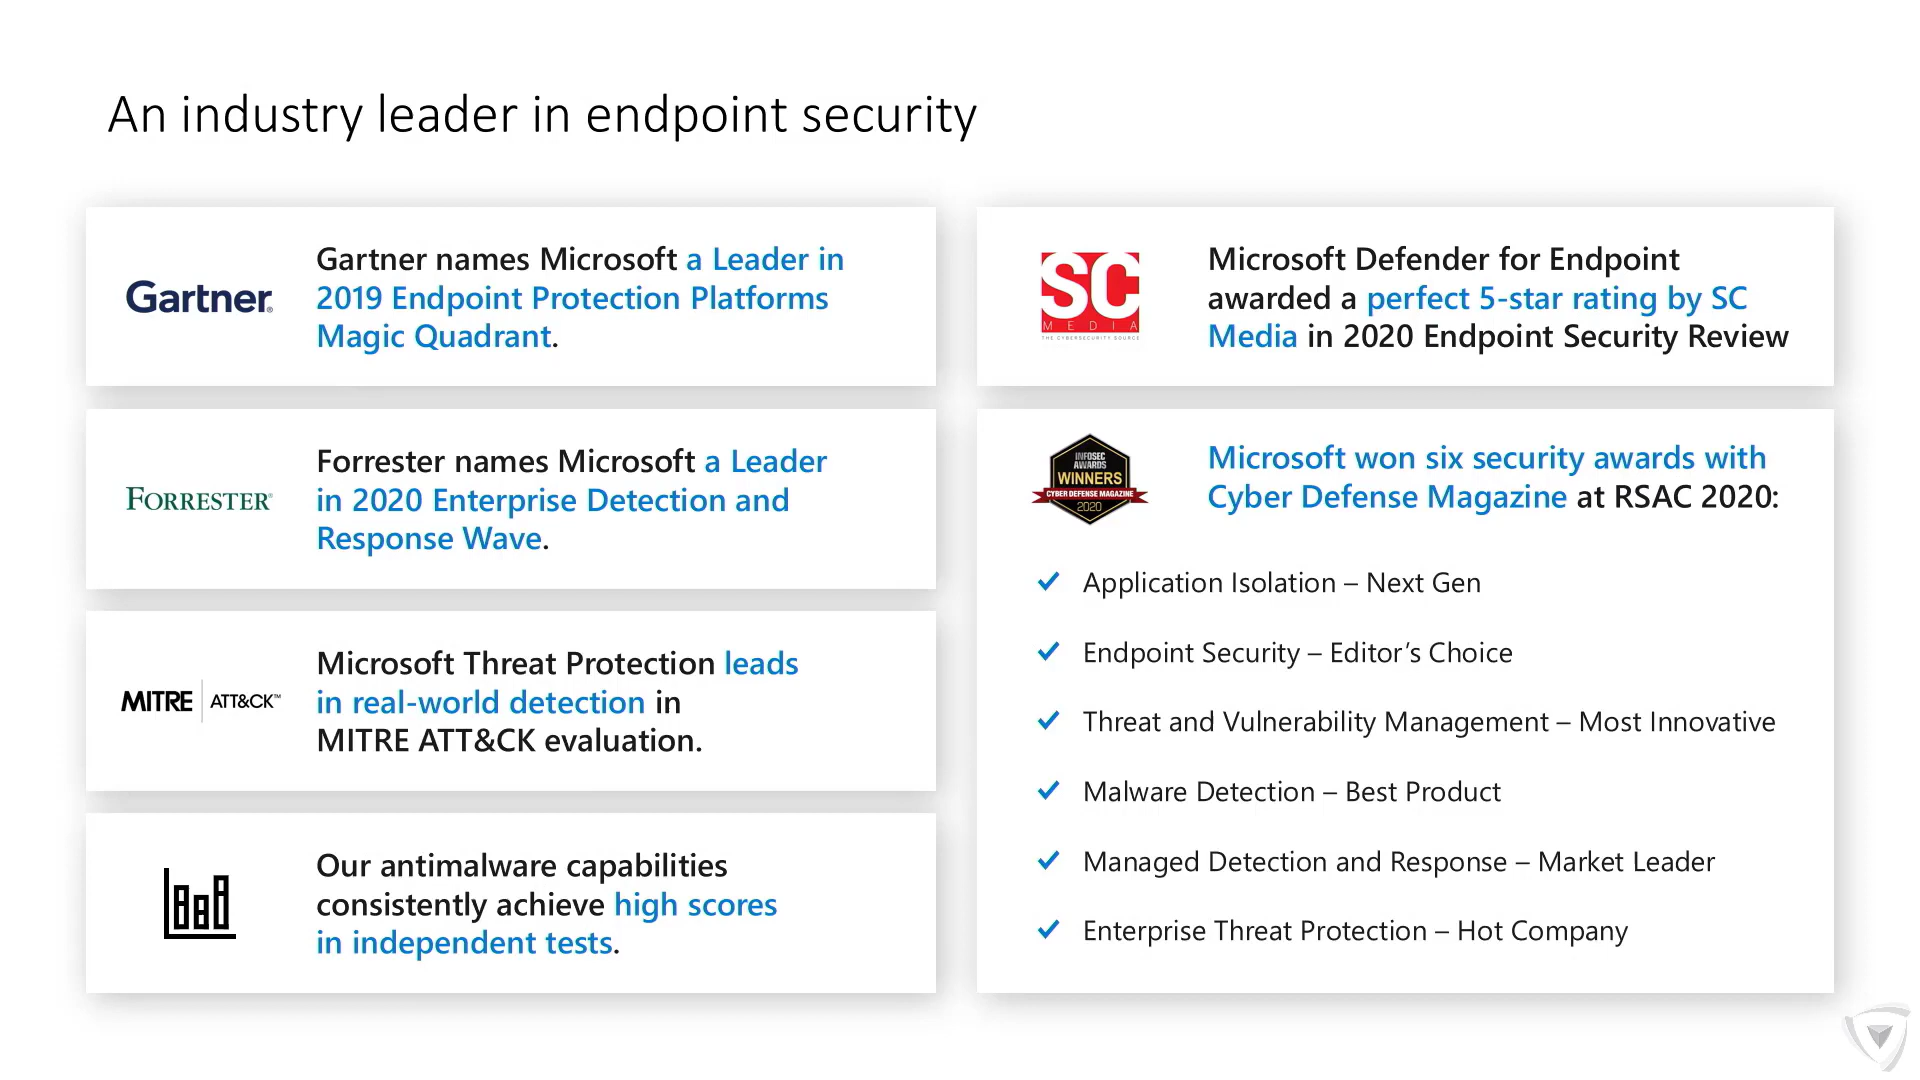 An industry leader in endpoint security
Gartner®
Gartner names Microsoft a Leader in
2019 Endpoint Protection Platforms
Magic Quadrant.
FORRESTER®
Forrester names Microsoft a Leader
in 2020 Enterprise Detection and
Response Wave.
MITRE | ATT&CK™
Microsoft Threat Protection leads
in real-world detection in
MITRE ATT&CK evaluation.
Our antimalware capabilities
consistently achieve high scores
in independent tests.
SC
MEDIA
THE CYBERSECURITY SOURCE
Microsoft Defender for Endpoint
awarded a perfect 5-star rating by SC
Media in 2020 Endpoint Security Review
INFOSEC
AWARDS
WINNERS
CYBER DEFENSE MAGAZINE
2020
Microsoft won six security awards with
Cyber Defense Magazine at RSAC 2020:
Application Isolation – Next Gen
Endpoint Security – Editor’s Choice
Threat and Vulnerability Management – Most Innovative
Malware Detection – Best Product
Managed Detection and Response – Market Leader
Enterprise Threat Protection – Hot Company